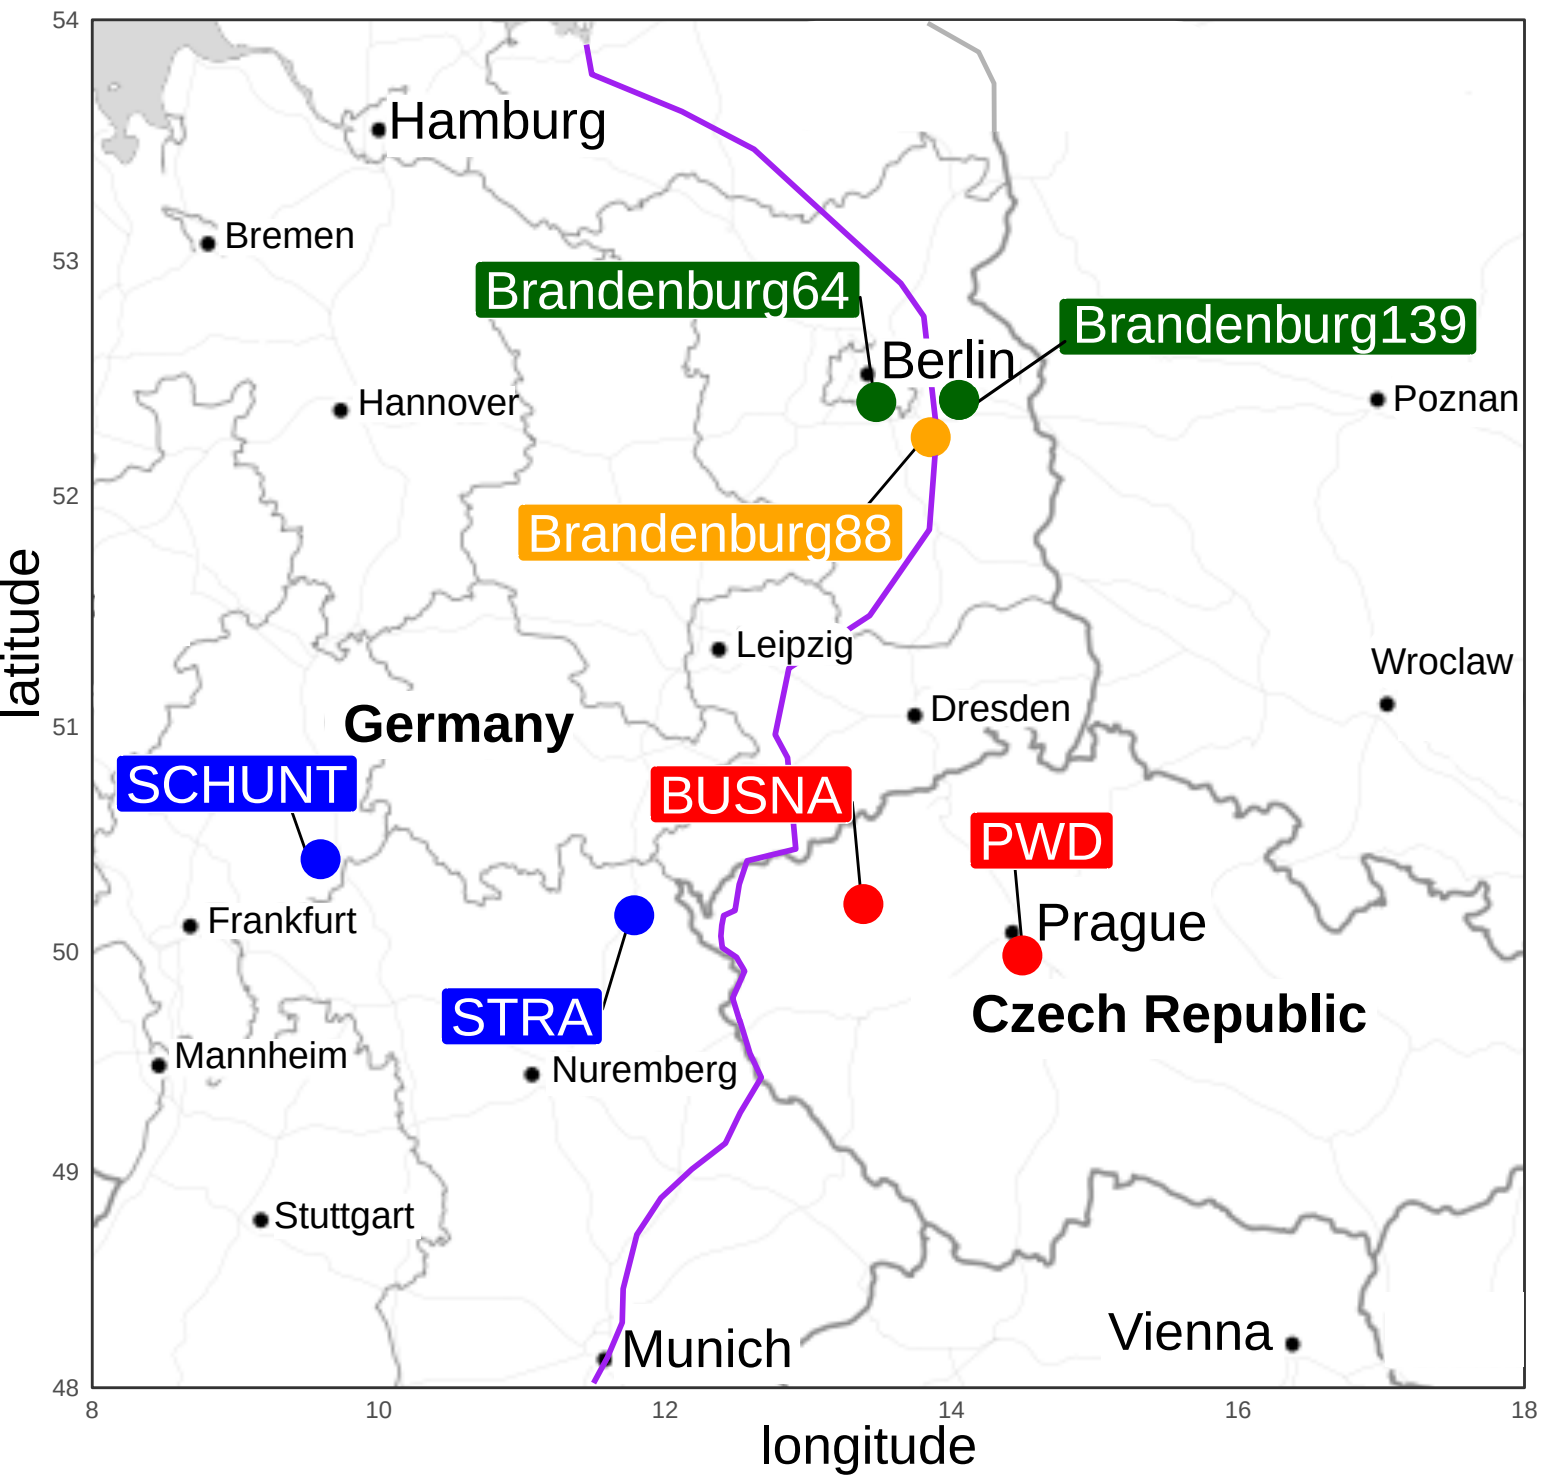 54
Hamburg
Bremen
53
Brandenburg64
Brandenburg139
Berlin
Hannover
Poznan
52
Brandenburg88
latitude
Leipzig
Wroclaw
Dresden
51
Germany
SCHUNT
BUSNA
PWD
Frankfurt
Prague
50
STRA
Czech Republic
Mannheim
Nuremberg
49
Stuttgart
Munich
Vienna
48
8
10
12
14
16
18
longitude